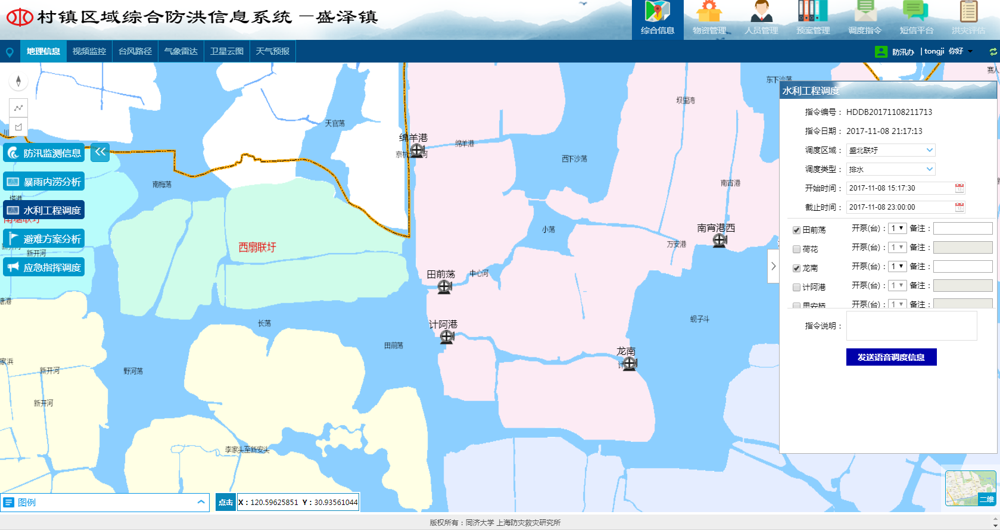 村镇区域综合防洪信息系统 —盛泽镇
综合信息
物资管理
人员管理
预案管理
调度指令
短信平台
洪灾评估
地理信息
视频监控
台风路径
气象雷达
卫星云图
天气预报
防汛办 | tongji 你好
防汛监测信息
暴雨内涝分析
水利工程调度
避难方案分析
应急指挥调度
天官荡
绵羊港
绵羊港
南梅荡
西扇联圩
新开河
长荡
田前荡
野河荡
新开河
新开河
家浜
塘港
李家头至新安头
田前荡
中心河
计阿港
龙南
蚬子斗
小荡
万安港
南宵港西
南宵港
西下沙荡
坝里湾
东下沙荡
水利工程调度
指令编号： HDDB20171108211713
指令日期： 2017-11-08 21:17:13
调度区域： 盛北联圩
调度类型： 排水
开始时间： 2017-11-08 15:17:30
截止时间： 2017-11-08 23:00:00
田前荡 开泵(台)： 1 备注：
荷花 开泵(台)： 1 备注：
龙南 开泵(台)： 1 备注：
计阿港 开泵(台)： 1 备注：
思安桥 开泵(台)： 1 备注：
指令说明：
发送语音调度信息
图例
点击 X：120.59625851 Y：30.93561044
二维
版权所有：同济大学 上海防灾救灾研究所